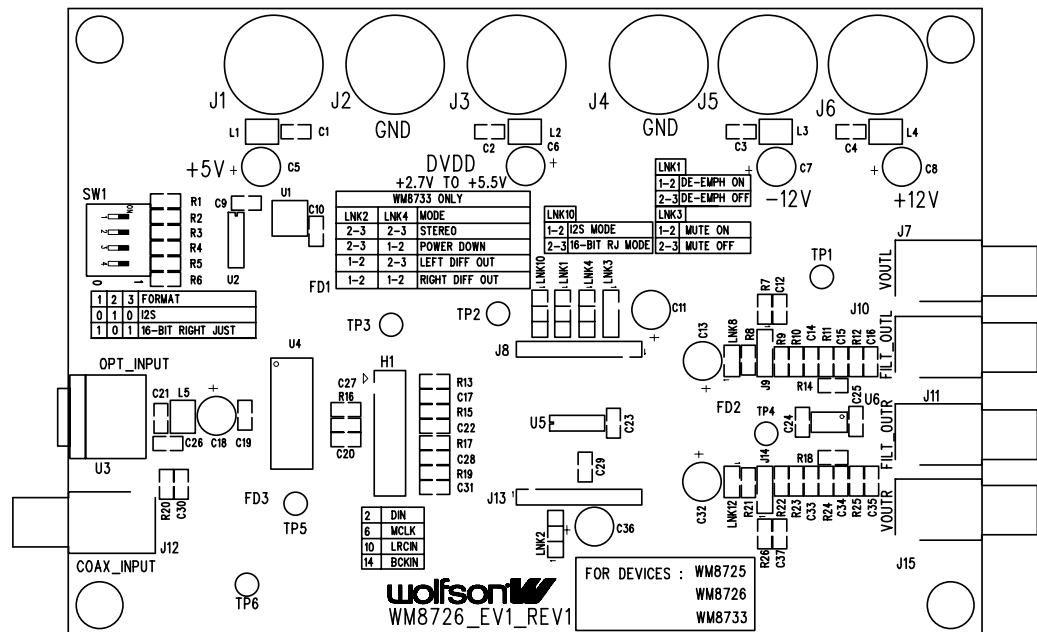 J1 J2 J3 J4 J5 J6
GND GND
L1 C1 C2 L2 C3 L3 C4 L4
+5V + C5
DVDD C6 +
+2.7V TO +5.5V
-12V + C7
+12V + C8
SW1
ON
1
2
3
4
0 1
R1
R2
R3
R4
R5
R6
C9 U1 C10
U2
1 2 3 FORMAT
0 1 0 I2S
1 0 1 16-BIT RIGHT JUST
WM8733 ONLY
LNK2 LNK4 MODE
2-3 2-3 STEREO
2-3 1-2 POWER DOWN
1-2 2-3 LEFT DIFF OUT
1-2 1-2 RIGHT DIFF OUT
FD1
LNK10
1-2 I2S MODE
2-3 16-BIT RJ MODE
LNK1
1-2 DE-EMPH ON
2-3 DE-EMPH OFF
LNK3
1-2 MUTE ON
2-3 MUTE OFF
LNK10 LNK1 LNK4 LNK3
C11
TP1
TP2
TP3
J7
VOUTL
J8
R7 C12
J10
C13 LNK8 R8 J9 R9 R10 C14 R11 C15 R12 C16
FILT_OUTL
R14
OPT_INPUT
U4
C21 L5 + C18 C19
C26
U3
C27
R16
C20
H1
R13
C17
R15
C22
R17
C28
R19
C31
U5 C23
C29
FD2
TP4
C24 C25 U6
J11
FILT_OUTR
J14
R18
R20 C30
FD3
TP5
J13
C32 LNK12 R21 R22 R23 C33 R24 C34 R25 C35
VOUTR
R26 C37
J15
J12
COAX_INPUT
TP6
2 DIN
6 MCLK
10 LRCIN
14 BCKIN
LNK2 + C36
wolfson
WM8726_EV1_REV1
FOR DEVICES : WM8725
WM8726
WM8733